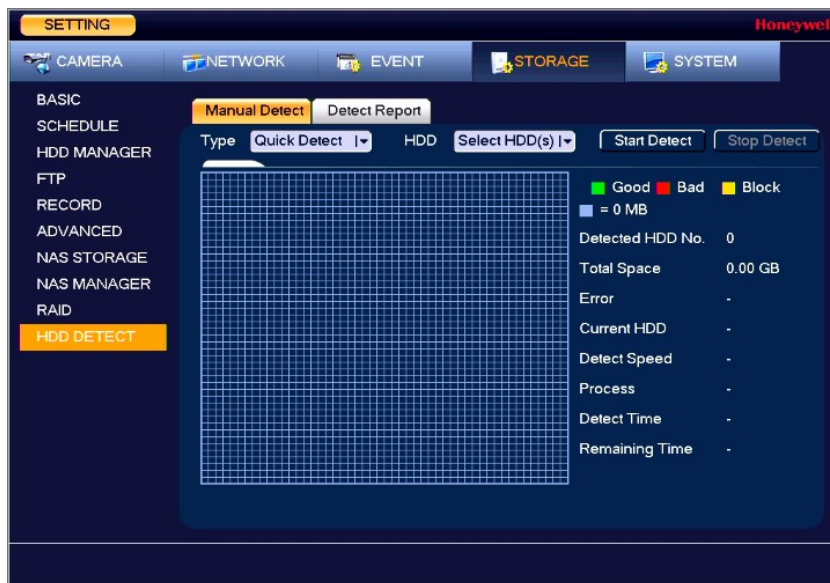 SETTING
Honeywel
CAMERA NETWORK EVENT STORAGE SYSTEM
BASIC
SCHEDULE
HDD MANAGER
FTP
RECORD
ADVANCED
NAS STORAGE
NAS MANAGER
RAID
HDD DETECT
Manual Detect Detect Report
Type Quick Detect HDD Select HDD(s) Start Detect Stop Detect
Good Bad Block
= 0 MB
Detected HDD No. 0
Total Space 0.00 GB
Error -
Current HDD -
Detect Speed -
Process -
Detect Time -
Remaining Time -